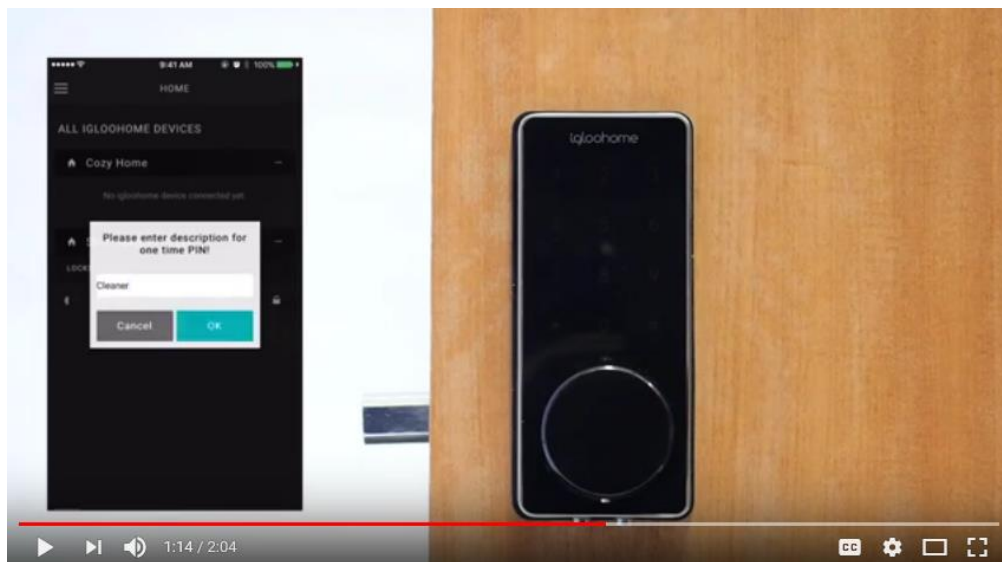 9:41 AM
100%
HOME
ALL IGLOOHOME DEVICES
Cozy Home
No igloohome device connected yet.
Please enter description for
one time PIN!
LOCK
Cleaner
Cancel
OK
igloohome
1:14 / 2:04
CC